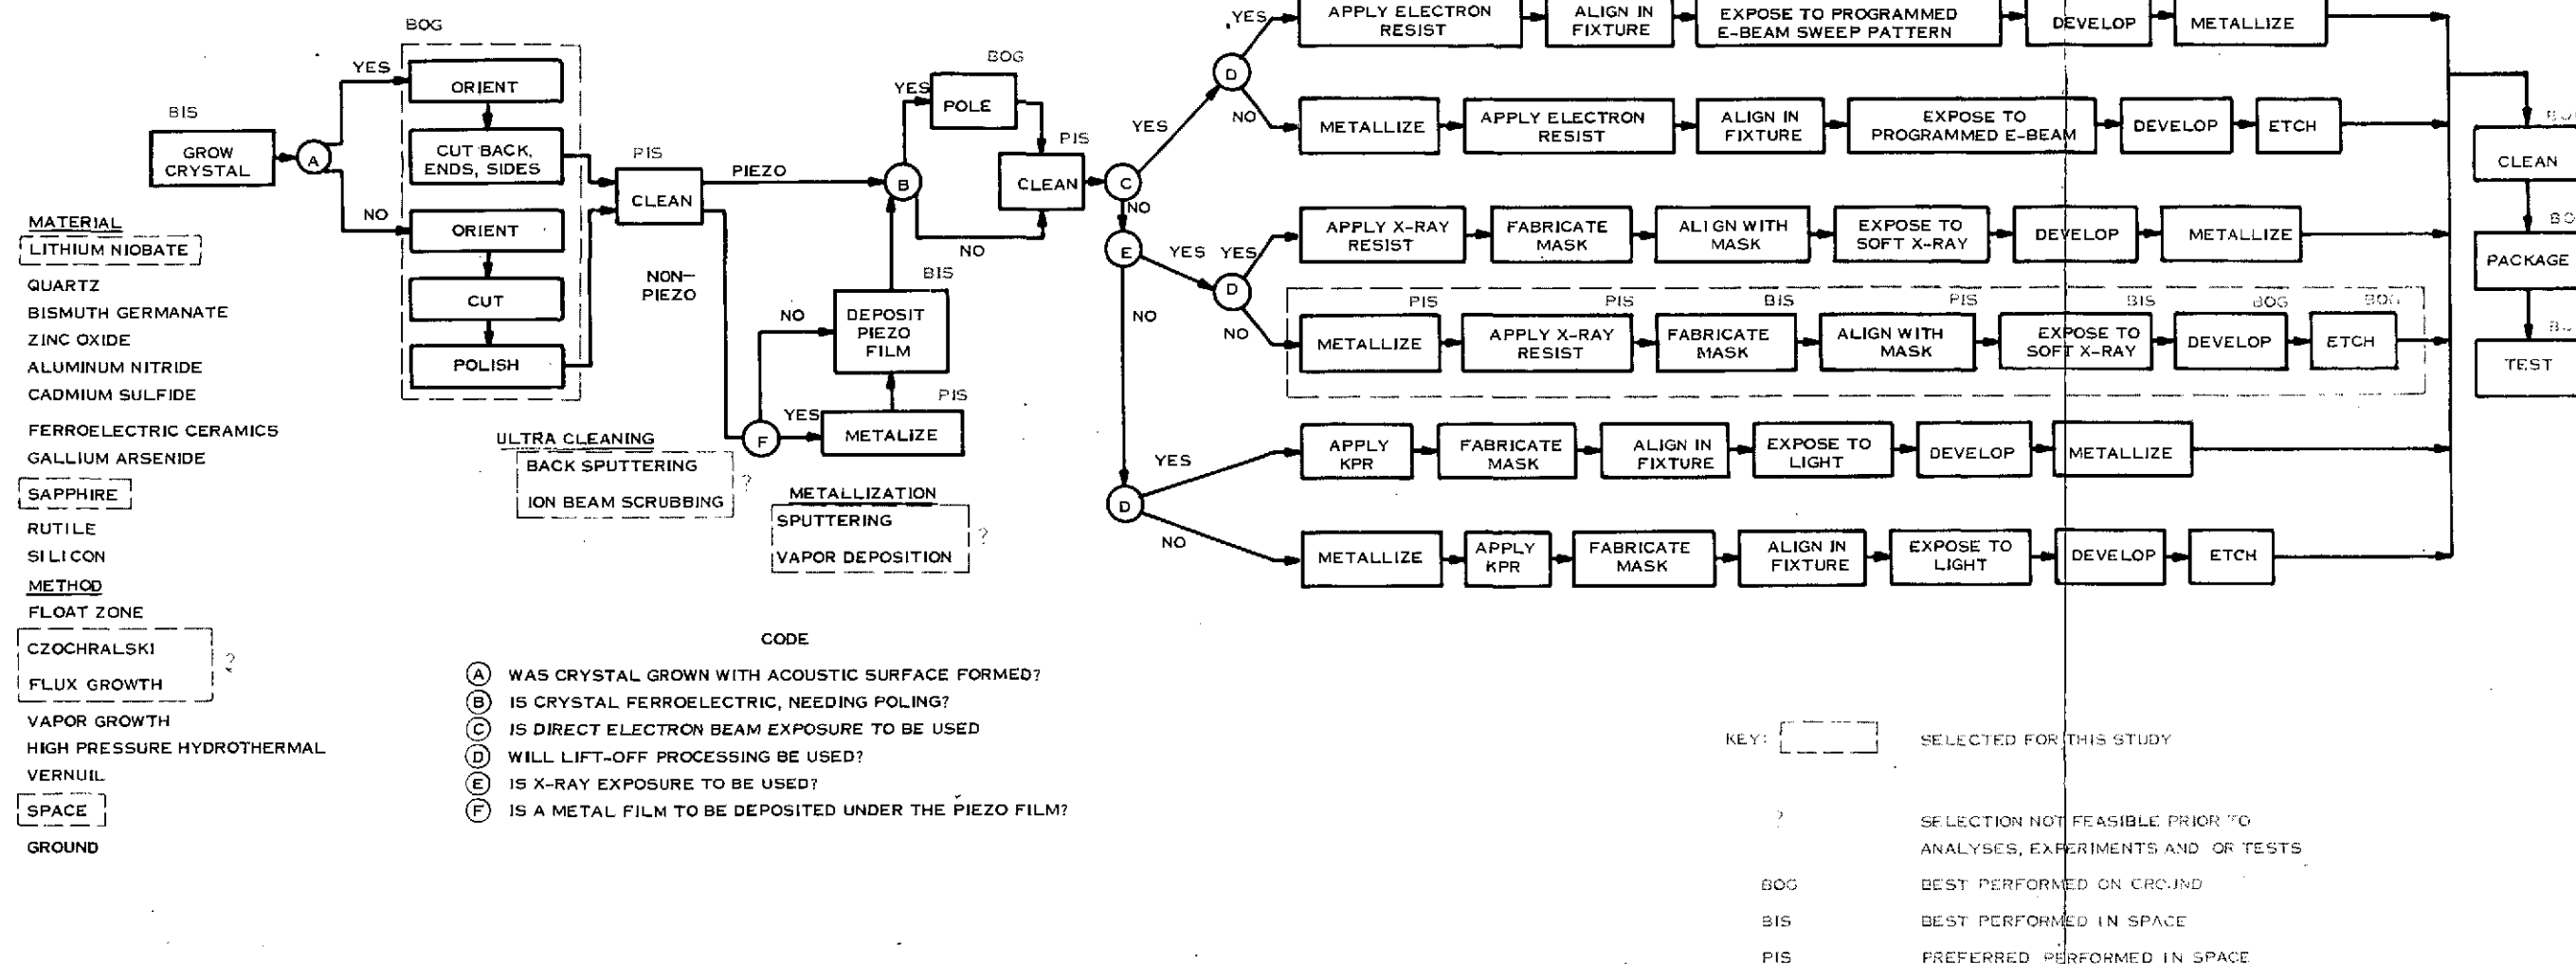 BOG
YES
ORIENT
BIS
GROW
CRYSTAL
A
CUT BACK,
ENDS, SIDES
NO
ORIENT
CUT
POLISH
PIS
CLEAN
PIEZO
NON-
PIEZO
B
YES
BOG
POLE
NO
PIS
CLEAN
BIS
DEPOSIT
PIEZO
FILM
NO
F
YES
PIS
METALIZE
C
YES
NO
E
YES
NO
D
YES
NO
APPLY ELECTRON
RESIST
ALIGN IN
FIXTURE
EXPOSE TO PROGRAMMED
E-BEAM SWEEP PATTERN
DEVELOP
METALLIZE
METALLIZE
APPLY ELECTRON
RESIST
ALIGN IN
FIXTURE
EXPOSE TO
PROGRAMMED E-BEAM
DEVELOP
ETCH
D
YES
NO
APPLY X-RAY
RESIST
FABRICATE
MASK
ALIGN WITH
MASK
EXPOSE TO
SOFT X-RAY
DEVELOP
METALLIZE
PIS
PIS
BIS
PIS
BIS
BOG
BOG
METALLIZE
APPLY X-RAY
RESIST
FABRICATE
MASK
ALIGN WITH
MASK
EXPOSE TO
SOFT X-RAY
DEVELOP
ETCH
D
YES
NO
APPLY
KPR
FABRICATE
MASK
ALIGN IN
FIXTURE
EXPOSE TO
LIGHT
DEVELOP
METALLIZE
METALLIZE
APPLY
KPR
FABRICATE
MASK
ALIGN IN
FIXTURE
EXPOSE TO
LIGHT
DEVELOP
ETCH
CLEAN
PACKAGE
TEST
MATERIAL
LITHIUM NIOBATE
QUARTZ
BISMUTH GERMANATE
ZINC OXIDE
ALUMINUM NITRIDE
CADMIUM SULFIDE
FERROELECTRIC CERAMICS
GALLIUM ARSENIDE
SAPPHIRE
RUTILE
SILICON
METHOD
FLOAT ZONE
CZOCHRALSKI
?
FLUX GROWTH
VAPOR GROWTH
HIGH PRESSURE HYDROTHERMAL
VERNUIL
SPACE
GROUND
ULTRA CLEANING
BACK SPUTTERING
?
ION BEAM SCRUBBING
METALLIZATION
SPUTTERING
?
VAPOR DEPOSITION
CODE
A WAS CRYSTAL GROWN WITH ACOUSTIC SURFACE FORMED?
B IS CRYSTAL FERROELECTRIC, NEEDING POLING?
C IS DIRECT ELECTRON BEAM EXPOSURE TO BE USED
D WILL LIFT-OFF PROCESSING BE USED?
E IS X-RAY EXPOSURE TO BE USED?
F IS A METAL FILM TO BE DEPOSITED UNDER THE PIEZO FILM?
KEY: SELECTED FOR THIS STUDY
? SELECTION NOT FEASIBLE PRIOR TO
ANALYSES, EXPERIMENTS AND OR TESTS
BOG BEST PERFORMED ON GROUND
BIS BEST PERFORMED IN SPACE
PIS PREFERRED PERFORMED IN SPACE